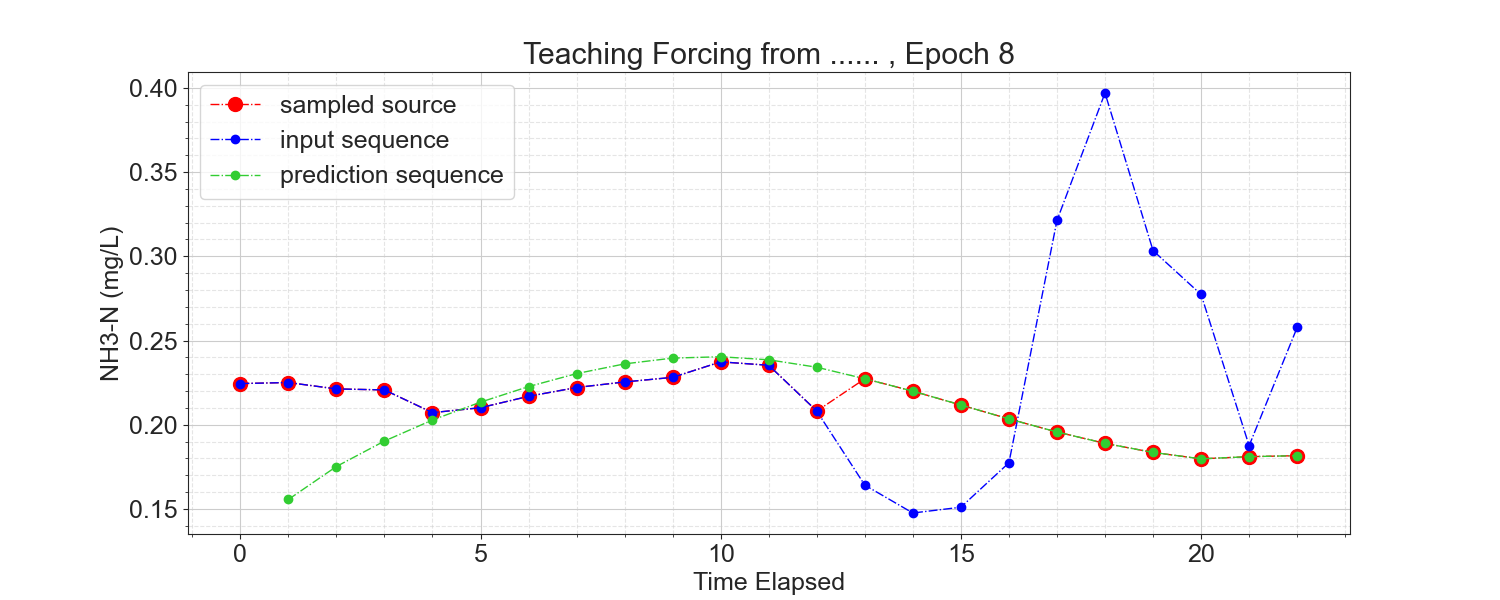 Teaching Forcing from ...... , Epoch 8
sampled source
input sequence
prediction sequence
NH3-N (mg/L)
0.40
0.35
0.30
0.25
0.20
0.15
0 5 10 15 20
Time Elapsed